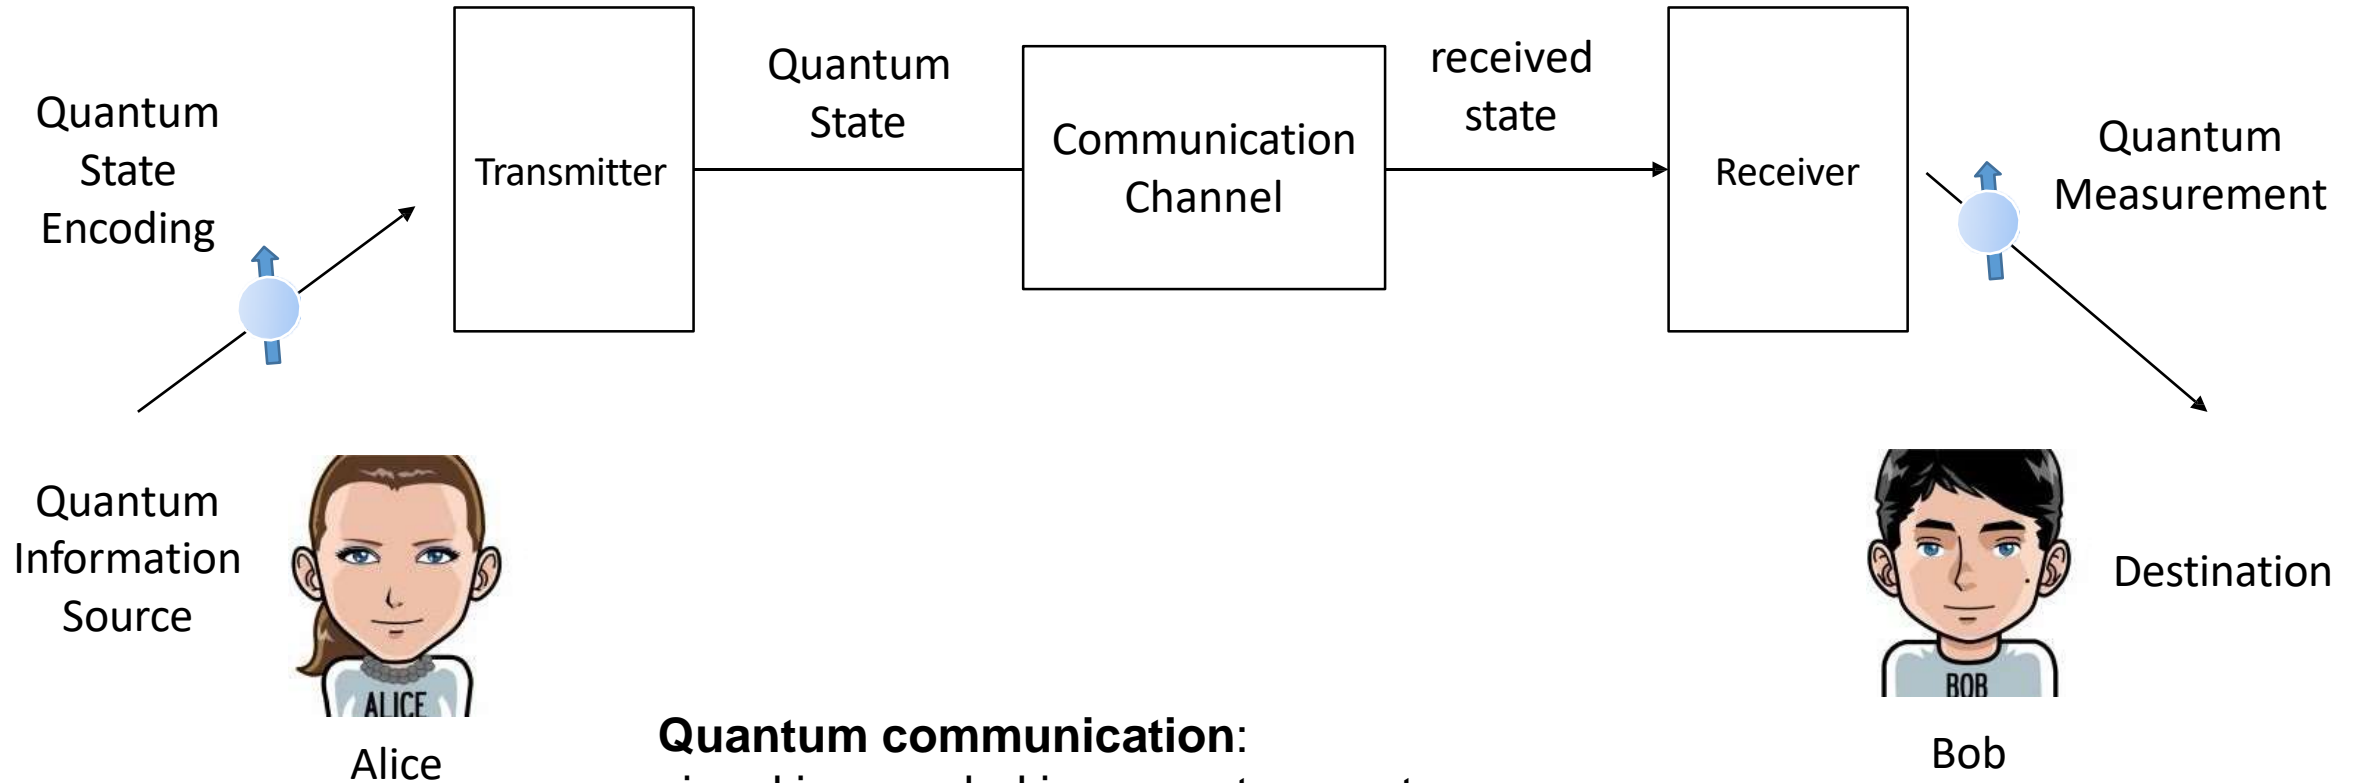 Quantum
State
Encoding
Transmitter
Quantum
State
Communication
Channel
received
state
Receiver
Quantum
Measurement
Quantum
Information
Source
ALICE
Alice
Quantum communication:
BOB
Bob
Destination